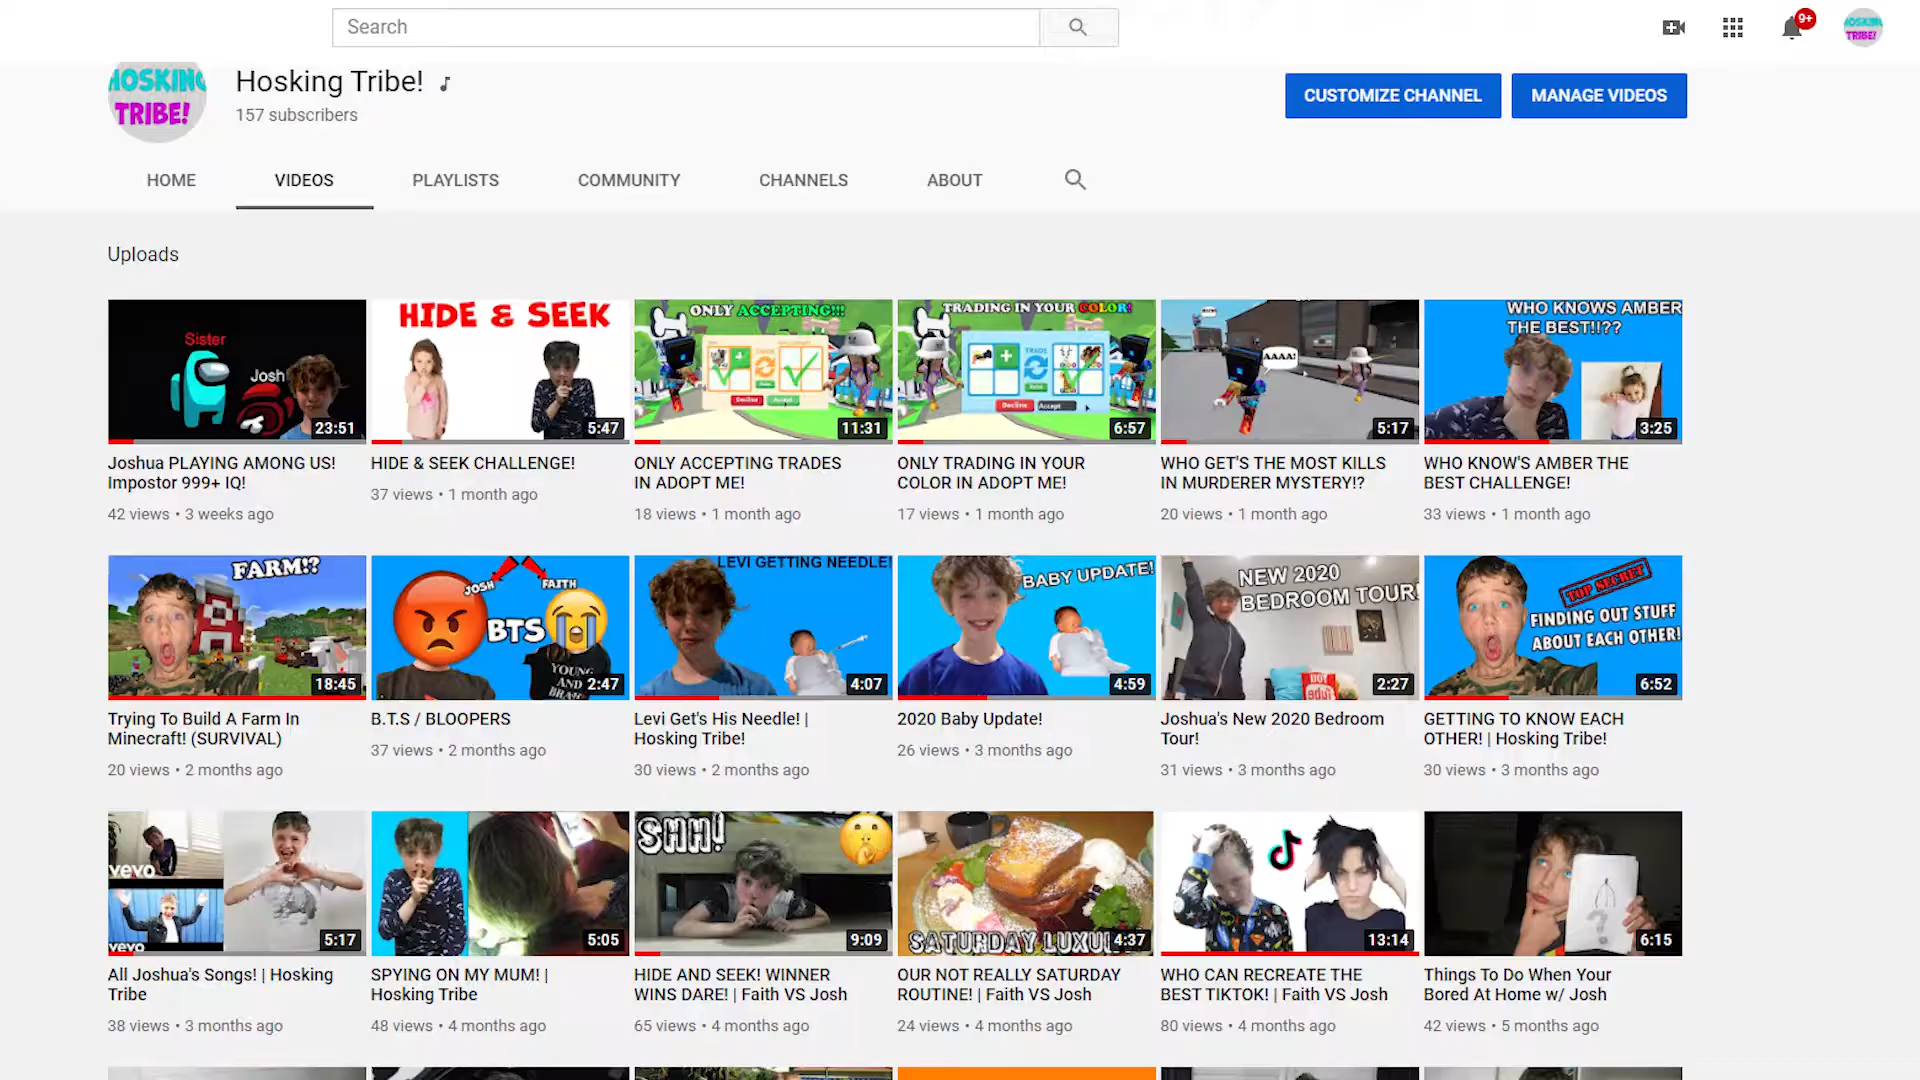 Search
9+
HOSKING
TRIBE!
HOSKING
TRIBE!
Hosking Tribe!
157 subscribers
CUSTOMIZE CHANNEL
MANAGE VIDEOS
HOME
VIDEOS
PLAYLISTS
COMMUNITY
CHANNELS
ABOUT
Uploads
Sister
Josh
23:51
HIDE & SEEK
5:47
ONLY ACCEPTING!!!
Decline
Accept
11:31
TRADING IN YOUR COLOR!
TRADE
Decline
Accept
6:57
AAAA!
5:17
WHO KNOWS AMBER
THE BEST!!??
3:25
Joshua PLAYING AMONG US!
Impostor 999+ IQ!
42 views • 3 weeks ago
HIDE & SEEK CHALLENGE!
37 views • 1 month ago
ONLY ACCEPTING TRADES
IN ADOPT ME!
18 views • 1 month ago
ONLY TRADING IN YOUR
COLOR IN ADOPT ME!
17 views • 1 month ago
WHO GET'S THE MOST KILLS
IN MURDERER MYSTERY!?
20 views • 1 month ago
WHO KNOW'S AMBER THE
BEST CHALLENGE!
33 views • 1 month ago
FARM!?
18:45
JOSH
FAITH
BTS
YOUNG
AND
2:47
LEVI GETTING NEEDLE!
4:07
BABY UPDATE!
4:59
NEW 2020
BEDROOM TOUR!
2:27
TOP SECRET
FINDING OUT STUFF
ABOUT EACH OTHER!
6:52
Trying To Build A Farm In
Minecraft! (SURVIVAL)
20 views • 2 months ago
B.T.S / BLOOPERS
37 views • 2 months ago
Levi Get's His Needle! |
Hosking Tribe!
30 views • 2 months ago
2020 Baby Update!
26 views • 3 months ago
Joshua's New 2020 Bedroom
Tour!
31 views • 3 months ago
GETTING TO KNOW EACH
OTHER! | Hosking Tribe!
30 views • 3 months ago
vevo
vevo
5:17
5:05
SHH!
9:09
SATURDAY LUXU
4:37
13:14
?
6:15
All Joshua's Songs! | Hosking
Tribe
38 views • 3 months ago
SPYING ON MY MUM! |
Hosking Tribe
48 views • 4 months ago
HIDE AND SEEK! WINNER
WINS DARE! | Faith VS Josh
65 views • 4 months ago
OUR NOT REALLY SATURDAY
ROUTINE! | Faith VS Josh
24 views • 4 months ago
WHO CAN RECREATE THE
BEST TIKTOK! | Faith VS Josh
80 views • 4 months ago
Things To Do When Your
Bored At Home w/ Josh
42 views • 5 months ago